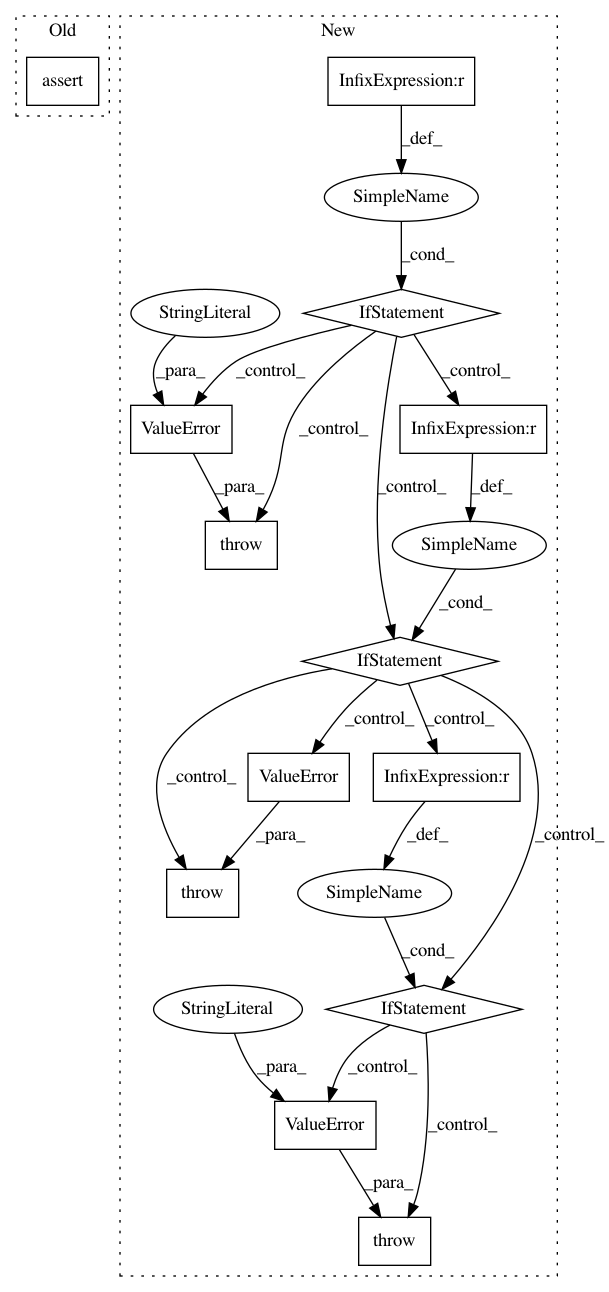 Old
New
assert
InfixExpression:r
_def_
SimpleName
_cond_
StringLiteral
IfStatement
_para_
_control_
_control_
ValueError
_control_
InfixExpression:r
_para_
_control_
_def_
throw
SimpleName
_cond_
IfStatement
_control_
_control_
_control_
ValueError
InfixExpression:r
_control_
_para_
_def_
throw
SimpleName
_cond_
StringLiteral
IfStatement
_para_
_control_
ValueError
_control_
_para_
throw